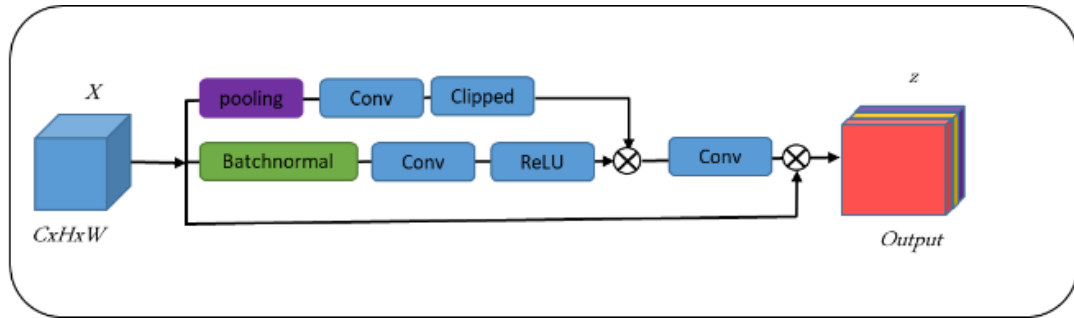 X
CxHxW
pooling
Conv
Clipped
Batchnormal
Conv
ReLU
Conv
z
Output